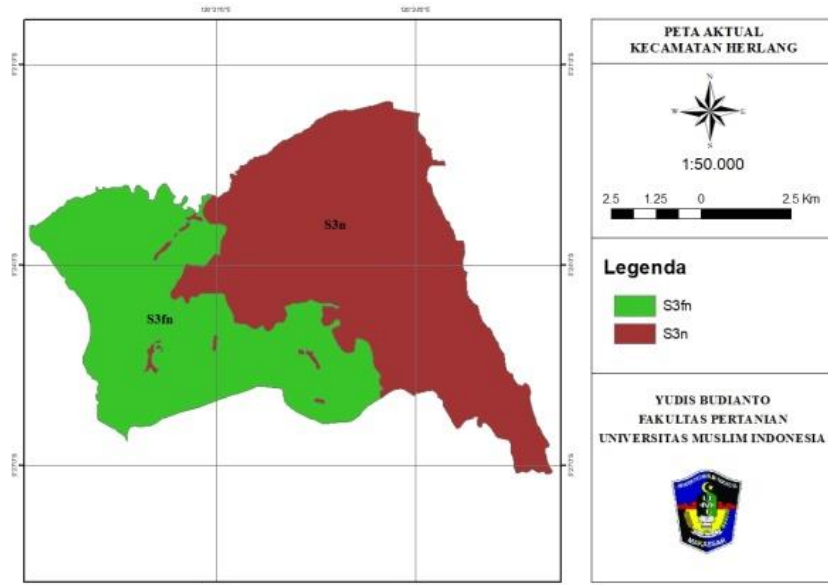 PETA AKTUAL
KECAMATAN HERLANG
N
W E
S
1:50.000
2.5 1.25 0 2.5 Km
Legenda
S3fn
S3n
YUDIS BUDIANTO
FAKULTAS PERTANIAN
UNIVERSITAS MUSLIM INDONESIA
MAKASSAR
S3n
S3fn